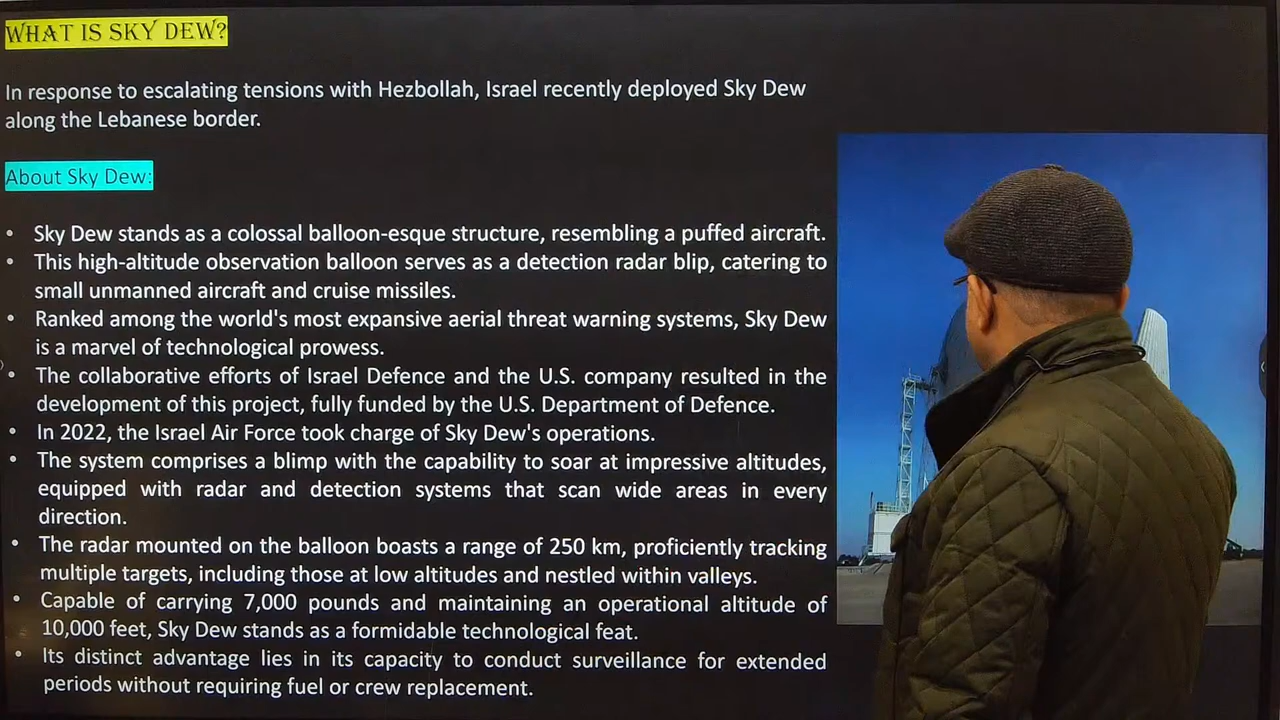 WHAT IS SKY DEW?
In response to escalating tensions with Hezbollah, Israel recently deployed Sky Dew
along the Lebanese border.
About Sky Dew:
• Sky Dew stands as a colossal balloon-esque structure, resembling a puffed aircraft.
• This high-altitude observation balloon serves as a detection radar blip, catering to
small unmanned aircraft and cruise missiles.
• Ranked among the world's most expansive aerial threat warning systems, Sky Dew
is a marvel of technological prowess.
• The collaborative efforts of Israel Defence and the U.S. company resulted in the
development of this project, fully funded by the U.S. Department of Defence.
• In 2022, the Israel Air Force took charge of Sky Dew's operations.
• The system comprises a blimp with the capability to soar at impressive altitudes,
equipped with radar and detection systems that scan wide areas in every
direction.
• The radar mounted on the balloon boasts a range of 250 km, proficiently tracking
multiple targets, including those at low altitudes and nestled within valleys.
• Capable of carrying 7,000 pounds and maintaining an operational altitude of
10,000 feet, Sky Dew stands as a formidable technological feat.
• Its distinct advantage lies in its capacity to conduct surveillance for extended
periods without requiring fuel or crew replacement.